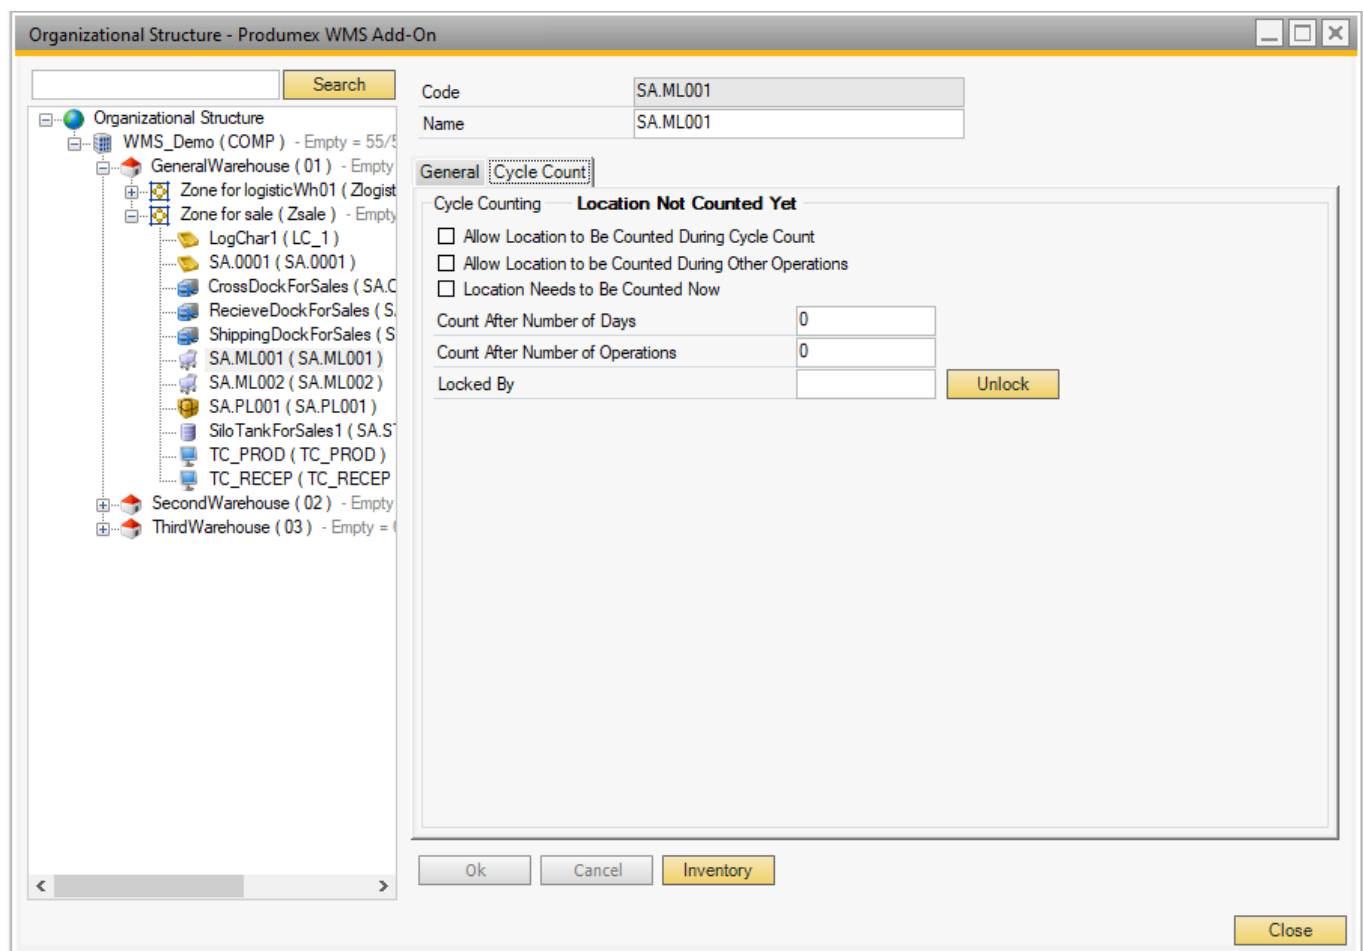 Organizational Structure - Produmex WMS Add-On
Search
Organizational Structure
WMS_Demo ( COMP ) - Empty = 55/5
GeneralWarehouse ( 01 ) - Empty
Zone for logisticWh01 ( Zlogist
Zone for sale ( Zsale ) - Empty
LogChar1 ( LC_1 )
SA.0001 ( SA.0001 )
CrossDockForSales ( SA.C
RecieveDockForSales ( S.
ShippingDockForSales ( S
SA.ML001 ( SA.ML001 )
SA.ML002 ( SA.ML002 )
SA.PL001 ( SA.PL001 )
SiloTankForSales1 ( SA.S
TC_PROD ( TC_PROD )
TC_RECEP ( TC_RECEP
SecondWarehouse ( 02 ) - Empty
ThirdWarehouse ( 03 ) - Empty =
Code SA.ML001
Name SA.ML001
General Cycle Count
Cycle Counting Location Not Counted Yet
Allow Location to Be Counted During Cycle Count
Allow Location to be Counted During Other Operations
Location Needs to Be Counted Now
Count After Number of Days 0
Count After Number of Operations 0
Locked By Unlock
Ok Cancel Inventory
Close